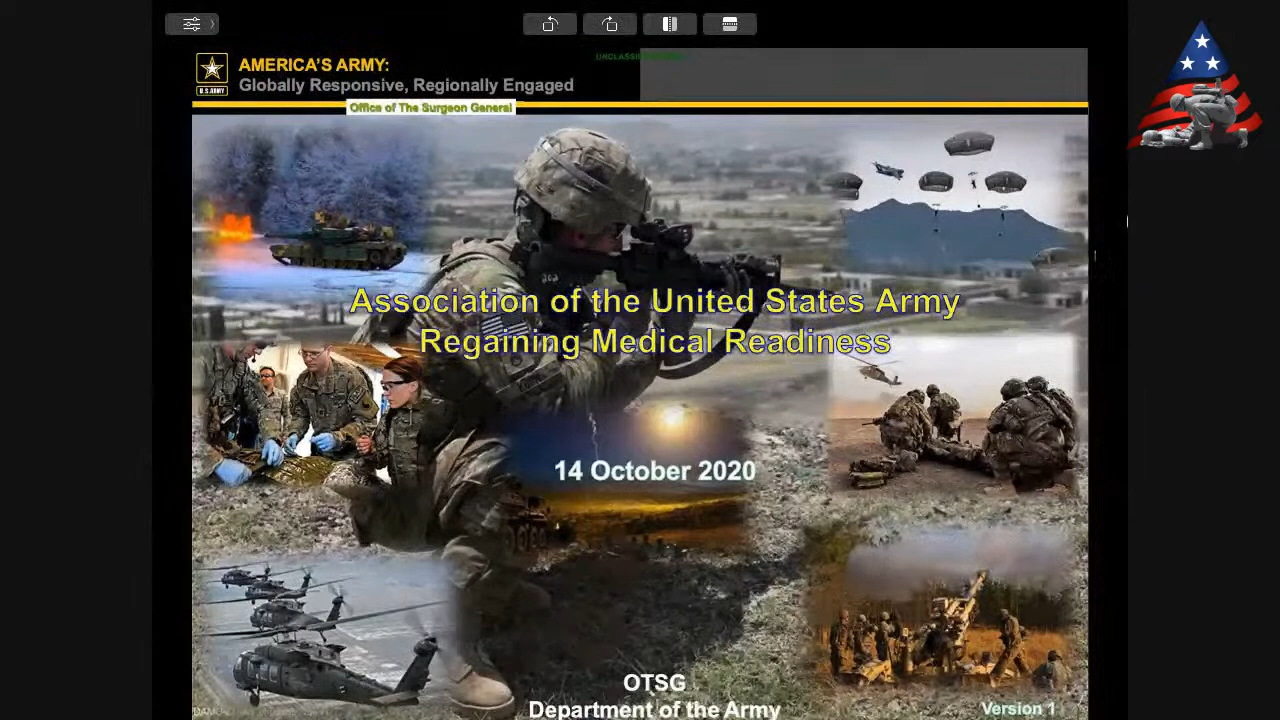 UNCLASSIFIED
AMERICA'S ARMY:
Globally Responsive, Regionally Engaged
U.S.ARMY
Office of The Surgeon General
Association of the United States Army
Regaining Medical Readiness
14 October 2020
OTSG
Department of the Army
Version 1